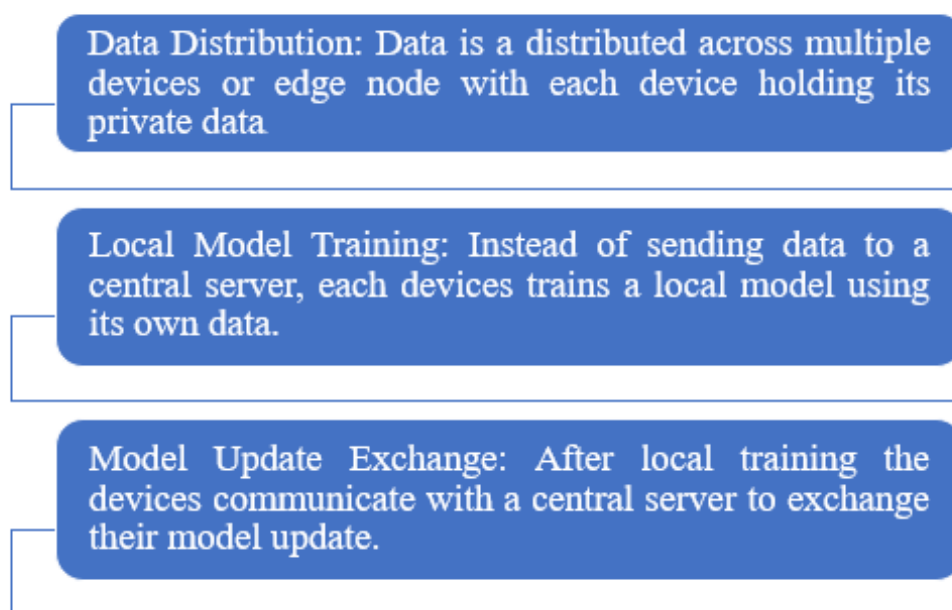 Data Distribution: Data is a distributed across multiple
devices or edge node with each device holding its
private data
Local Model Training: Instead of sending data to a
central server, each devices trains a local model using
its own data.
Model Update Exchange: After local training the
devices communicate with a central server to exchange
their model update.